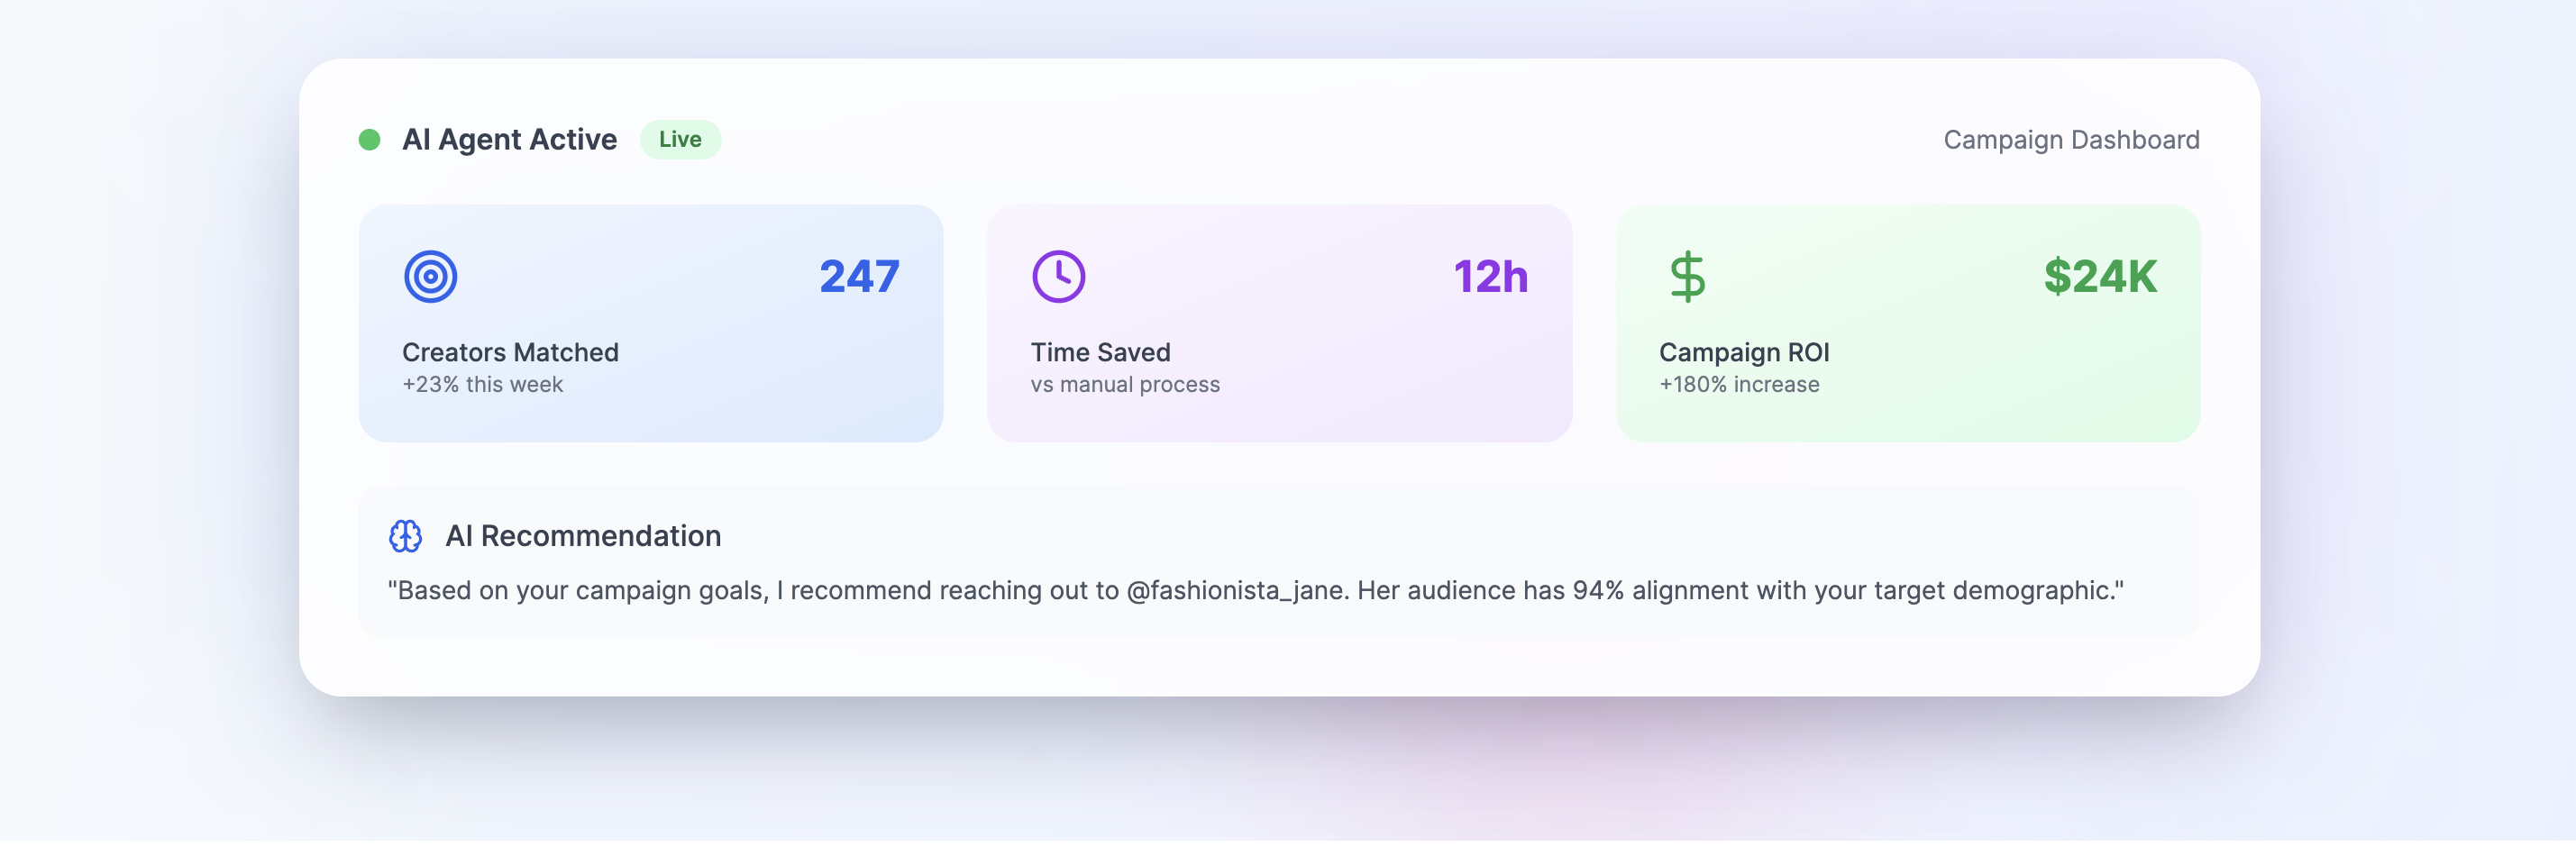 AI Agent Active
Live
Campaign Dashboard
247
Creators Matched
+23% this week
12h
Time Saved
vs manual process
$24K
Campaign ROI
+180% increase
AI Recommendation
"Based on your campaign goals, I recommend reaching out to @fashionista_jane. Her audience has 94% alignment with your target demographic."